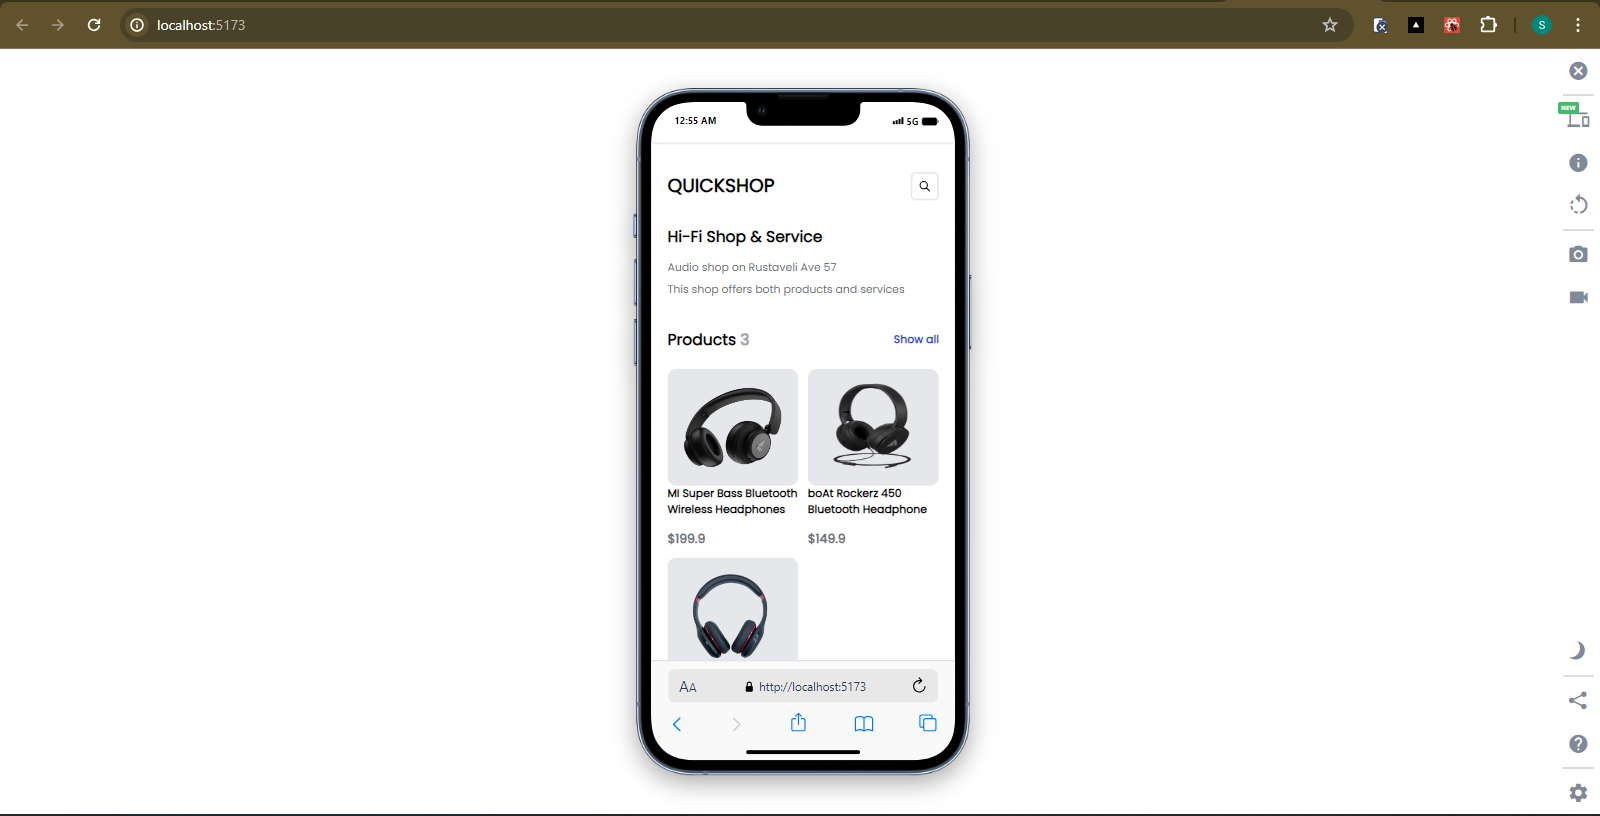 localhost:5173
S
NEW
12:55 AM
5G
QUICKSHOP
Hi-Fi Shop & Service
Audio shop on Rustaveli Ave 57
This shop offers both products and services
Products 3
Show all
MI Super Bass Bluetooth
Wireless Headphones
$199.9
boAt Rockerz 450
Bluetooth Headphone
$149.9
AA
http://localhost:5173